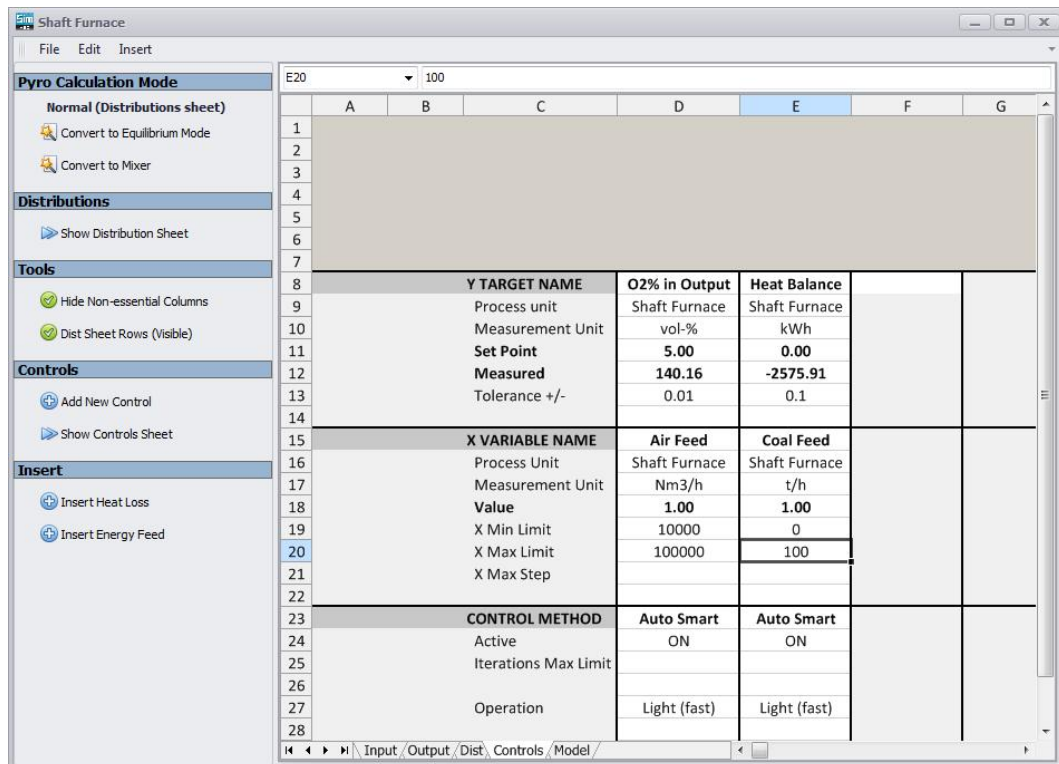 Sim Shaft Furnace
File Edit Insert
Pyro Calculation Mode
Normal (Distributions sheet)
Convert to Equilibrium Mode
Convert to Mixer
Distributions
Show Distribution Sheet
Tools
Hide Non-essential Columns
Dist Sheet Rows (Visible)
Controls
Add New Control
Show Controls Sheet
Insert
Insert Heat Loss
Insert Energy Feed
E20 100
A B C D E F G
1
2
3
4
5
6
7
8 Y TARGET NAME O2% in Output Heat Balance
9 Process unit Shaft Furnace Shaft Furnace
10 Measurement Unit vol-% kWh
11 Set Point 5.00 0.00
12 Measured 140.16 -2575.91
13 Tolerance +/- 0.01 0.1
14
15 X VARIABLE NAME Air Feed Coal Feed
16 Process Unit Shaft Furnace Shaft Furnace
17 Measurement Unit Nm3/h t/h
18 Value 1.00 1.00
19 X Min Limit 10000 0
20 X Max Limit 100000 100
21 X Max Step
22
23 CONTROL METHOD Auto Smart Auto Smart
24 Active ON ON
25 Iterations Max Limit
26
27 Operation Light (fast) Light (fast)
28
Input Output Dist Controls Model